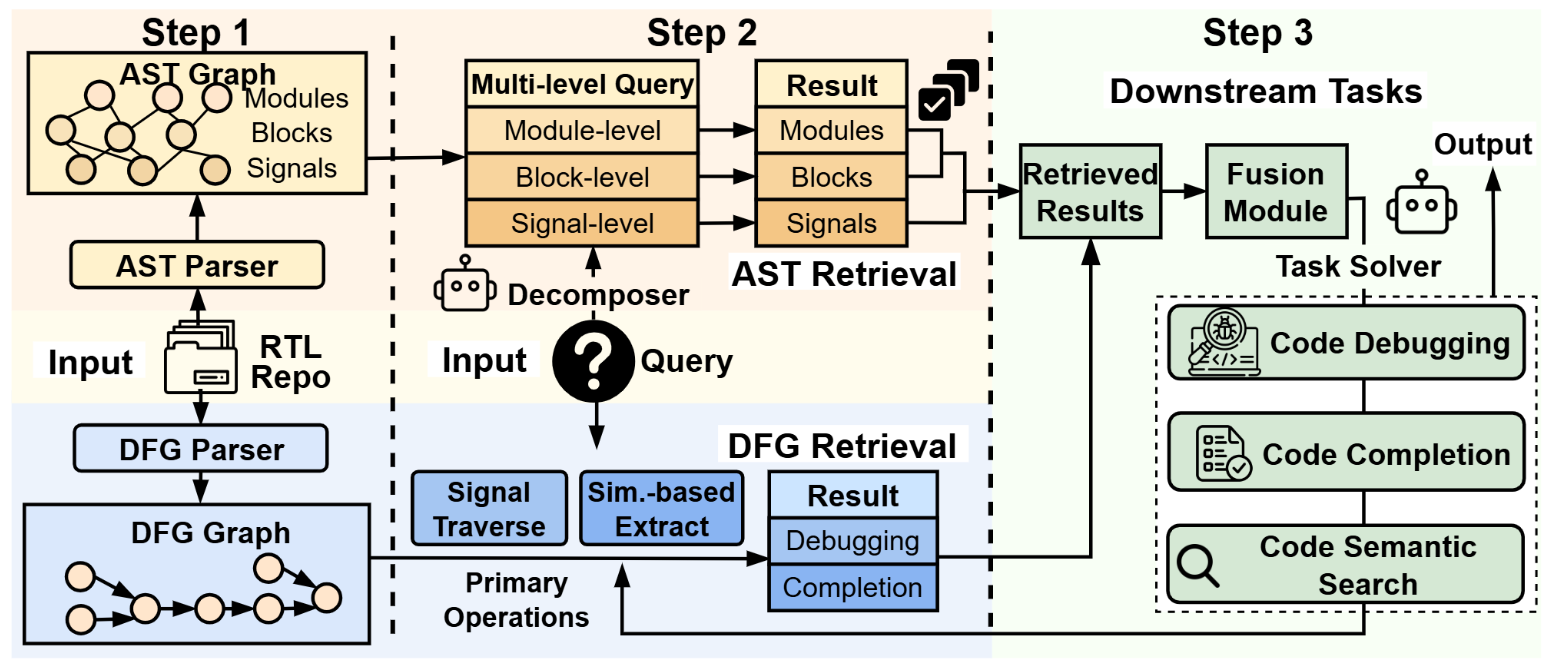 Step 1
AST Graph
Modules
Blocks
Signals
AST Parser
Input
RTL
Repo
DFG Parser
DFG Graph
Step 2
Multi-level Query
Module-level
Block-level
Signal-level
Result
Modules
Blocks
Signals
AST Retrieval
Decomposer
Input
Query
DFG Retrieval
Signal
Traverse
Sim.-based
Extract
Result
Debugging
Completion
Primary
Operations
Step 3
Downstream Tasks
Output
Retrieved
Results
Fusion
Module
Task Solver
</>
Code Debugging
Code Completion
Code Semantic
Search